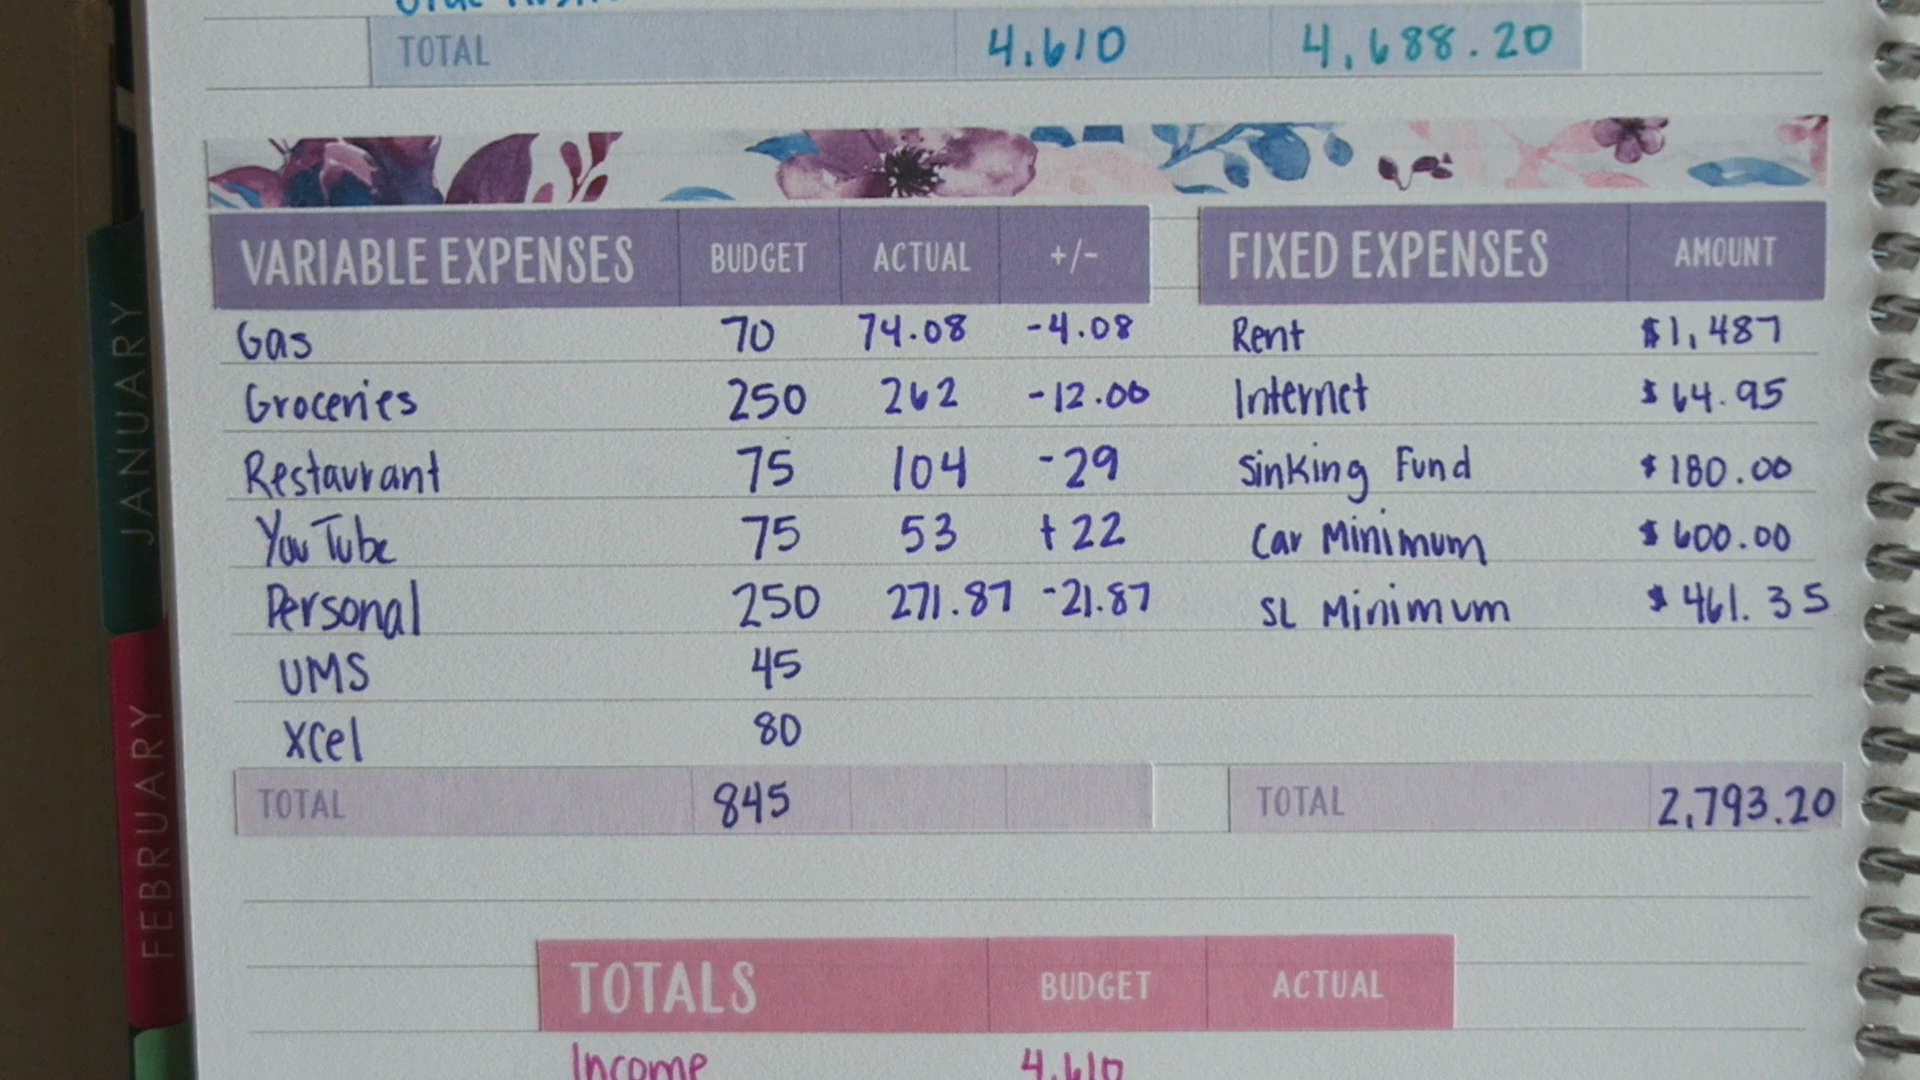 TOTAL 4,610 4,688.20
VARIABLE EXPENSES BUDGET ACTUAL +/-
Gas 70 74.08 -4.08
Groceries 250 262 -12.00
Restaurant 75 104 -29
YouTube 75 53 +22
Personal 250 271.87 -21.87
UMS 45
Xcel 80
TOTAL 845
FIXED EXPENSES AMOUNT
Rent $1,487
Internet $64.95
Sinking Fund $180.00
Car Minimum $600.00
SL Minimum $461.35
TOTAL 2,793.20
TOTALS BUDGET ACTUAL
Income 4,610
JANUARY
FEBRUARY